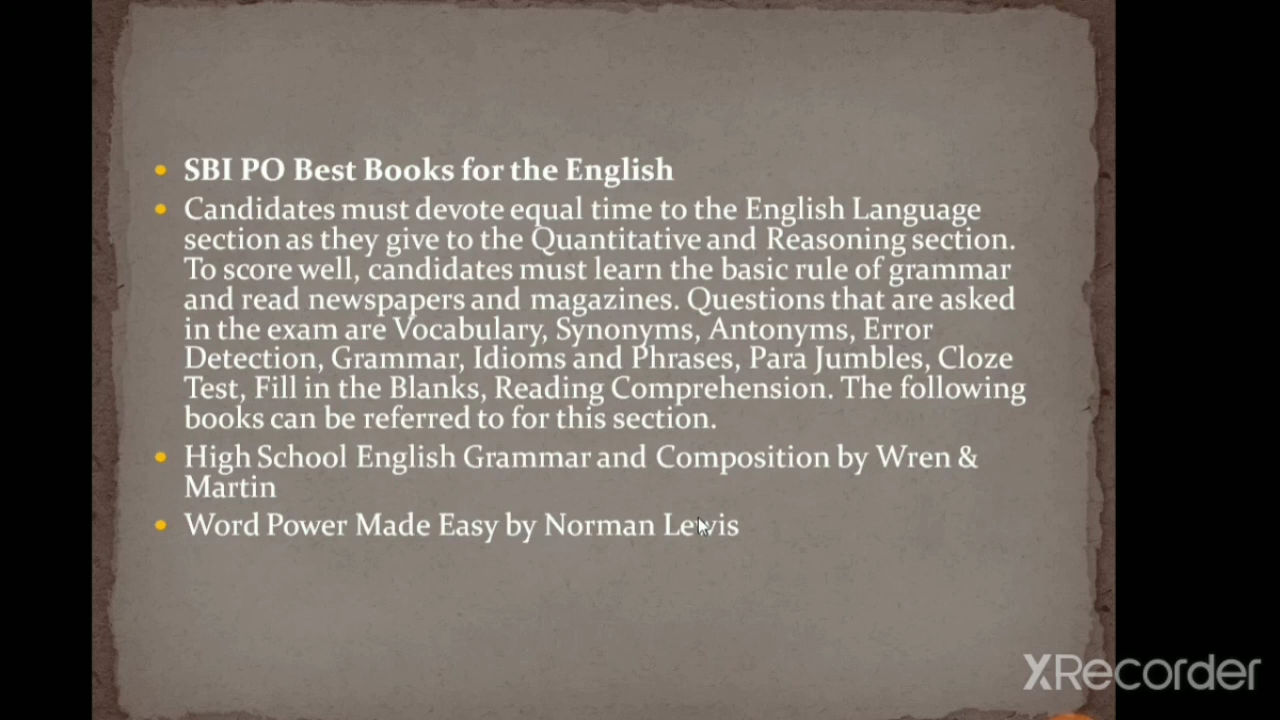 SBI PO Best Books for the English
Candidates must devote equal time to the English Language
section as they give to the Quantitative and Reasoning section.
To score well, candidates must learn the basic rule of grammar
and read newspapers and magazines. Questions that are asked
in the exam are Vocabulary, Synonyms, Antonyms, Error
Detection, Grammar, Idioms and Phrases, Para Jumbles, Cloze
Test, Fill in the Blanks, Reading Comprehension. The following
books can be referred to for this section.
High School English Grammar and Composition by Wren &
Martin
Word Power Made Easy by Norman Lewis
XRecorder